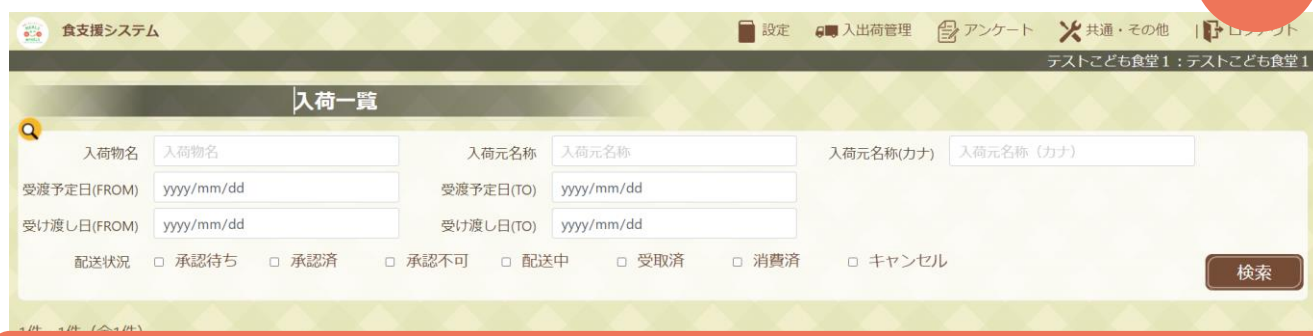 食支援システム
設定 入出荷管理 アンケート 共通・その他
テストこども食堂１：テストこども食堂１
入荷一覧
入荷物名 入荷物名 入荷元名称 入荷元名称 入荷元名称(カナ) 入荷元名称（カナ）
受渡予定日(FROM) yyyy/mm/dd 受渡予定日(TO) yyyy/mm/dd
受け渡し日(FROM) yyyy/mm/dd 受け渡し日(TO) yyyy/mm/dd
配送状況 承認待ち 承認済 承認不可 配送中 受取済 消費済 キャンセル
検索